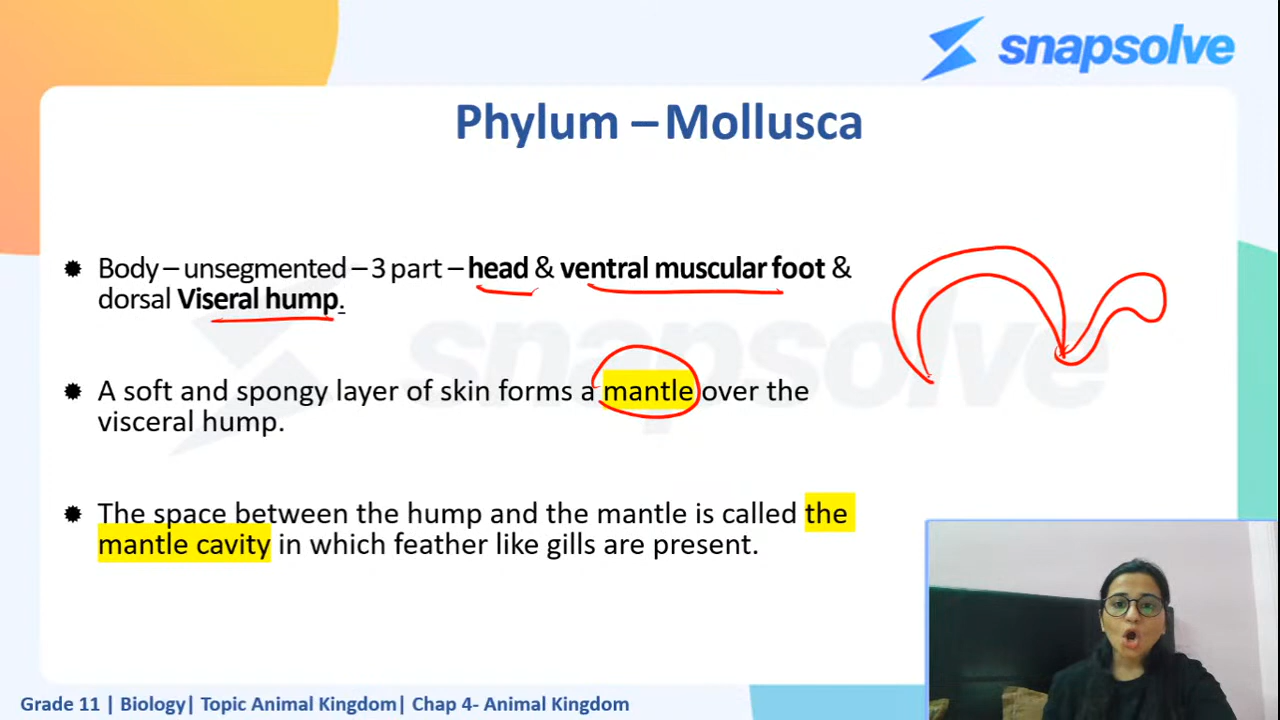 snapsolve
Phylum – Mollusca
Body – unsegmented – 3 part – head & ventral muscular foot &
dorsal Viseral hump.
A soft and spongy layer of skin forms a mantle over the
visceral hump.
The space between the hump and the mantle is called the
mantle cavity in which feather like gills are present.
snapsolve
Grade 11 | Biology| Topic Animal Kingdom| Chap 4- Animal Kingdom